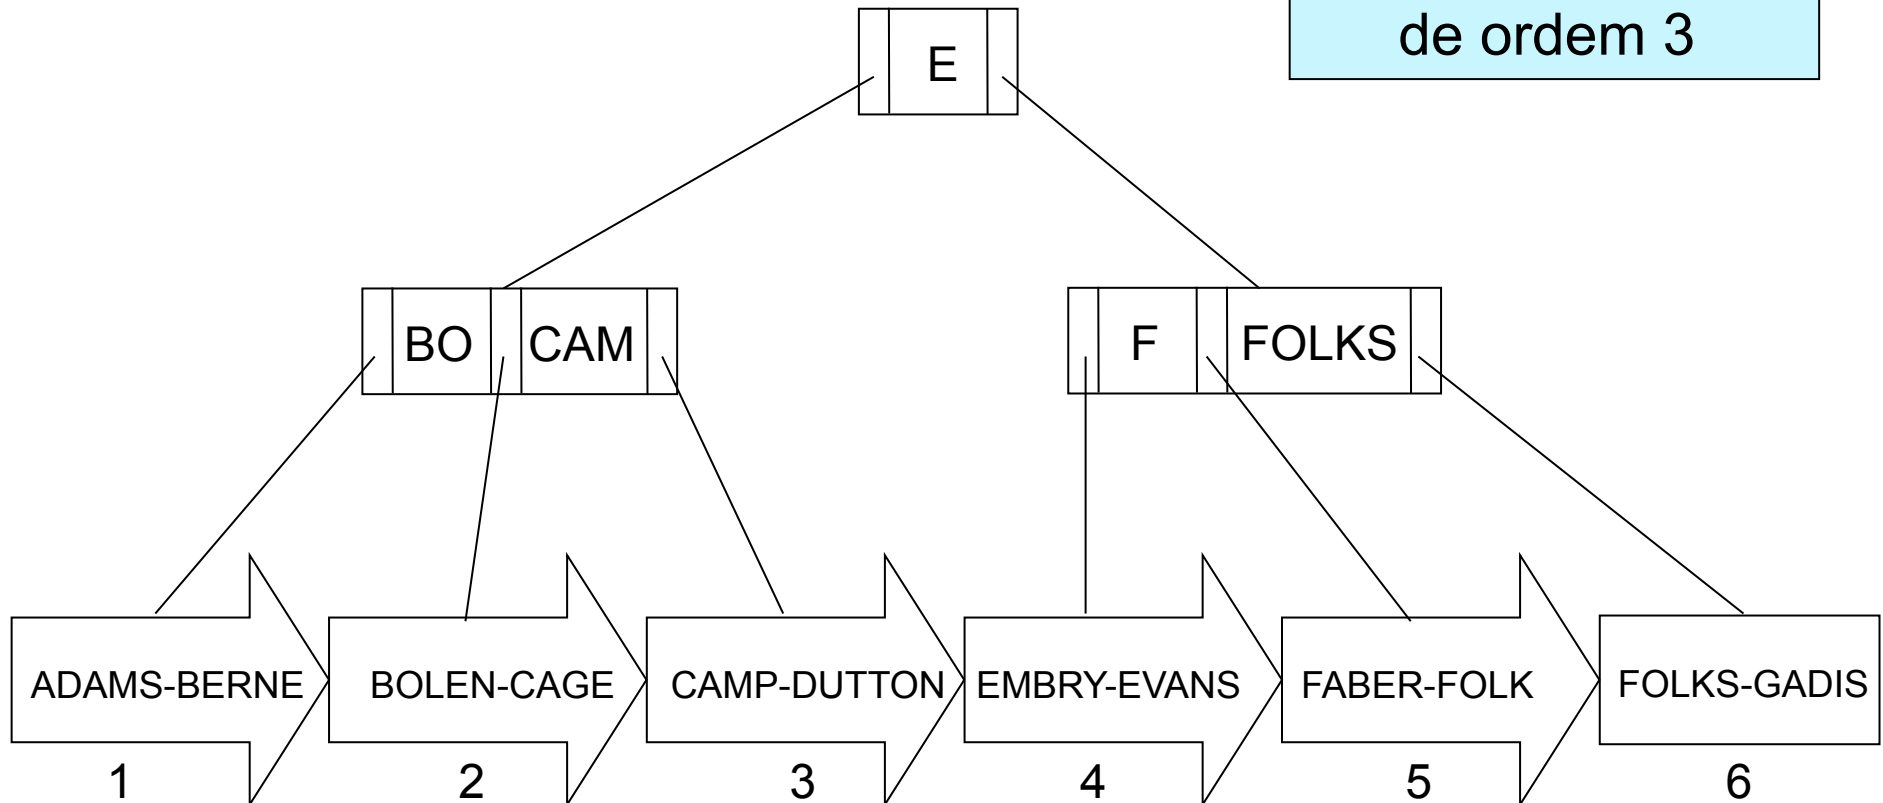 de ordem 3
E
BO CAM
F FOLKS
ADAMS-BERNE BOLEN-CAGE CAMP-DUTTON EMBRY-EVANS FABER-FOLK FOLKS-GADIS
1 2 3 4 5 6